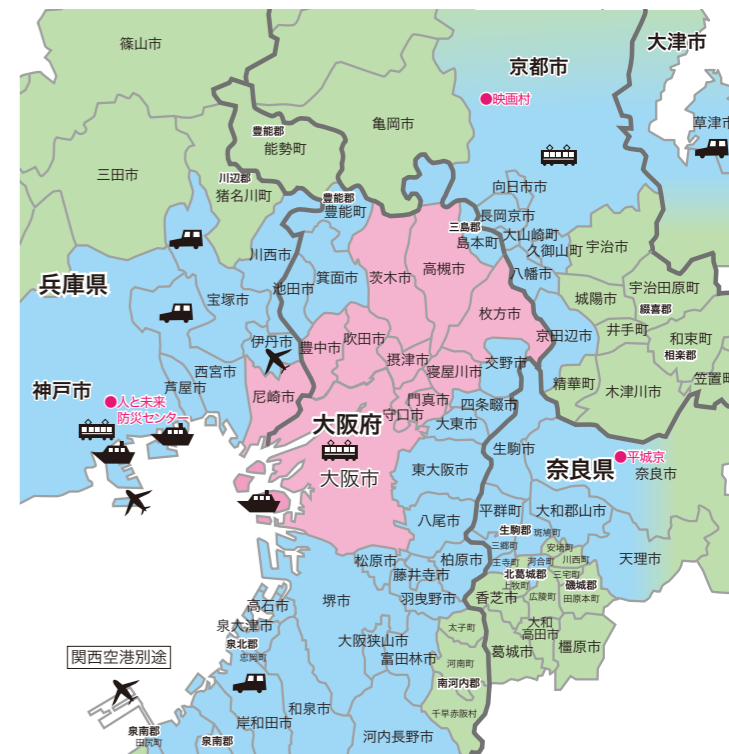 篠山市
大津市
京都市
映画村
亀岡市
草津市
豊能郡
能勢町
三田市
川辺郡
猪名川町
豊能郡
豊能町
向日市市
長岡京市
三島郡
島本町
大山崎町
久御山町
宇治市
川西市
池田市
箕面市
茨木市
高槻市
八幡市
兵庫県
宝塚市
枚方市
城陽市
宇治田原町
綴喜郡
伊丹市
豊中市
吹田市
摂津市
京田辺市
井手町
和束町
相楽郡
西宮市
芦屋市
尼崎市
寝屋川市
交野市
精華町
木津川市
笠置町
神戸市
人と未来
防災センター
門真市
守口市
四条畷市
大東市
大阪府
大阪市
東大阪市
生駒市
奈良県
平城京
奈良市
八尾市
平群町
大和郡山市
生駒郡
斑鳩町
三郷町
安堵町
松原市
柏原市
王寺町
河合町
川西町
天理市
藤井寺市
北葛城郡
三宅町
上牧町
磯城郡
高石市
堺市
羽曳野市
香芝市
広陵町
田原本町
泉大津市
泉北郡
忠岡町
大阪狭山市
富田林市
太子町
大和
高田市
葛城市
橿原市
関西空港別途
河南町
南河内郡
和泉市
千早赤阪村
岸和田市
泉南郡
田尻町
泉南郡
河内長野市